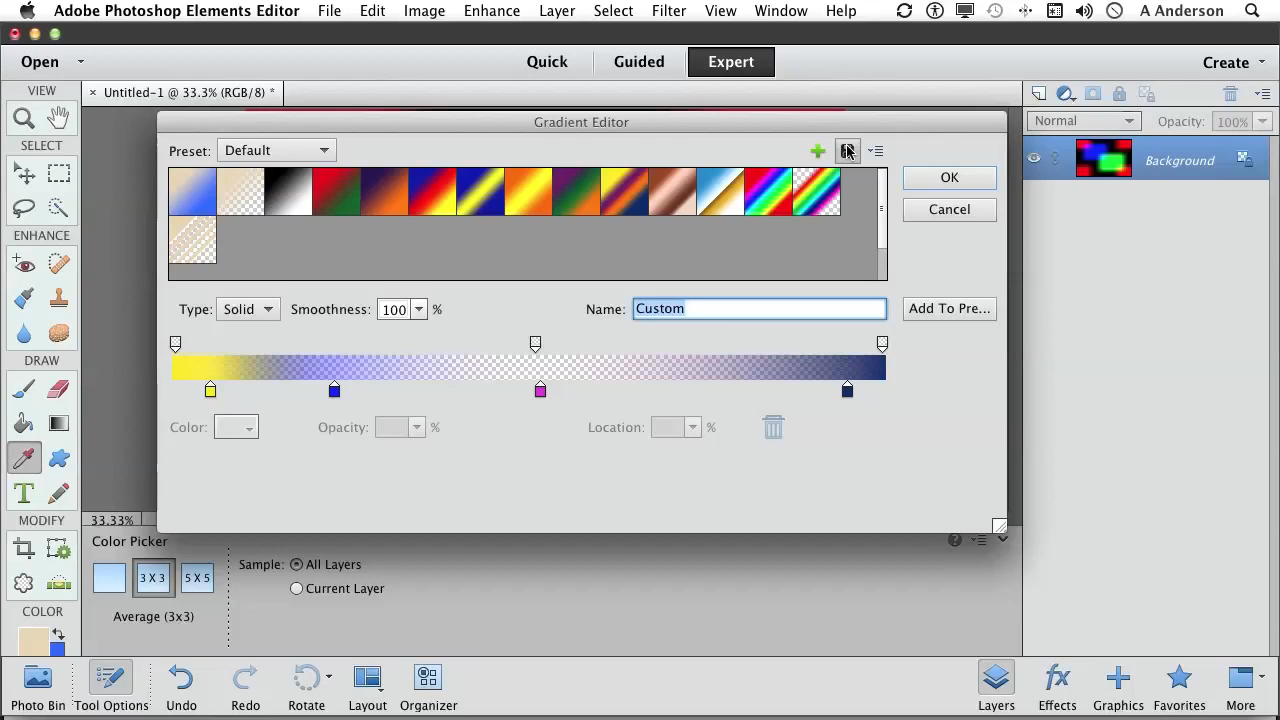 Adobe Photoshop Elements Editor File Edit Image Enhance Layer Select Filter View Window Help A Anderson
Open Quick Guided Expert Create
VIEW
× Untitled-1 @ 33.3% (RGB/8) *
Normal Opacity: 100%
Gradient Editor
SELECT
Preset: Default
Background
OK
Cancel
ENHANCE
Type: Solid Smoothness: 100 % Name: Custom Add To Pre...
DRAW
Color: Opacity: % Location: %
MODIFY
33.33%
Color Picker
Sample: All Layers
3 X 3 5 X 5
Current Layer
Average (3x3)
COLOR
Photo Bin Tool Options Undo Redo Rotate Layout Organizer Layers Effects Graphics Favorites More